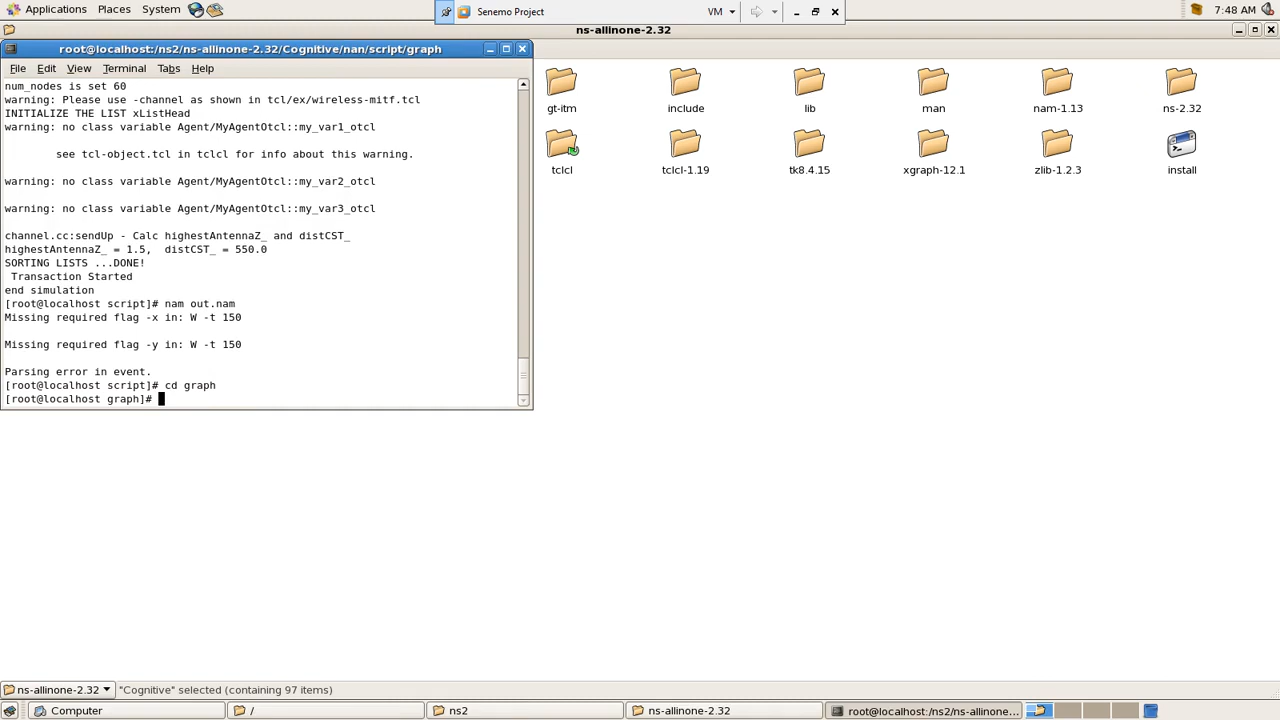 Applications Places System
Senemo Project
VM
7:48 AM
ns-allinone-2.32
root@localhost:/ns2/ns-allinone-2.32/Cognitive/nan/script/graph
File Edit View Terminal Tabs Help
num_nodes is set 60
warning: Please use -channel as shown in tcl/ex/wireless-mitf.tcl
INITIALIZE THE LIST xListHead
warning: no class variable Agent/MyAgentOtcl::my_var1_otcl
see tcl-object.tcl in tclcl for info about this warning.
warning: no class variable Agent/MyAgentOtcl::my_var2_otcl
warning: no class variable Agent/MyAgentOtcl::my_var3_otcl
channel.cc:sendUp - Calc highestAntennaZ_ and distCST_
highestAntennaZ_ = 1.5,  distCST_ = 550.0
SORTING LISTS ...DONE!
Transaction Started
end simulation
[root@localhost script]# nam out.nam
Missing required flag -x in: W -t 150
Missing required flag -y in: W -t 150
Parsing error in event.
[root@localhost script]# cd graph
[root@localhost graph]#
gt-itm include lib man nam-1.13 ns-2.32
tclcl tclcl-1.19 tk8.4.15 xgraph-12.1 zlib-1.2.3 install
ns-allinone-2.32 "Cognitive" selected (containing 97 items)
Computer / ns2 ns-allinone-2.32 root@localhost:/ns2/ns-allinone...